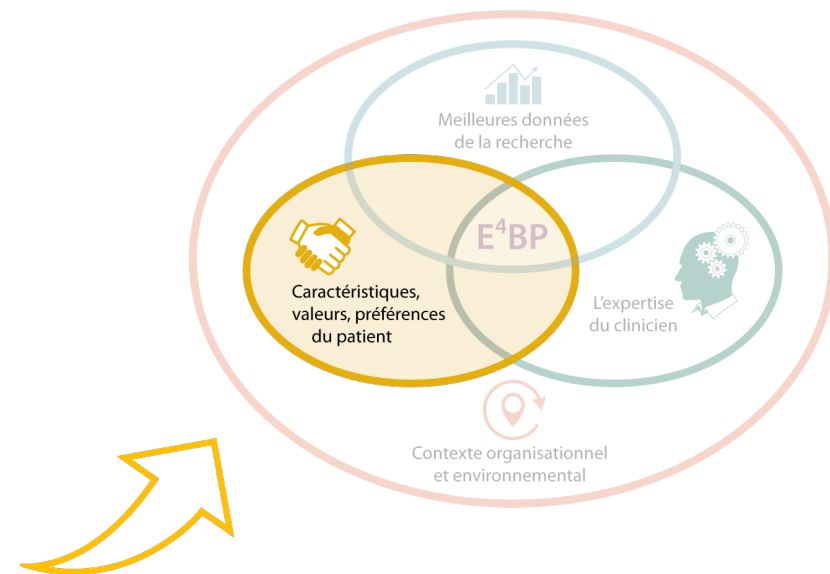 Meilleures données
de la recherche
E⁴BP
Caractéristiques,
valeurs, préférences
du patient
L'expertise
du clinicien
Contexte organisationnel
et environnemental